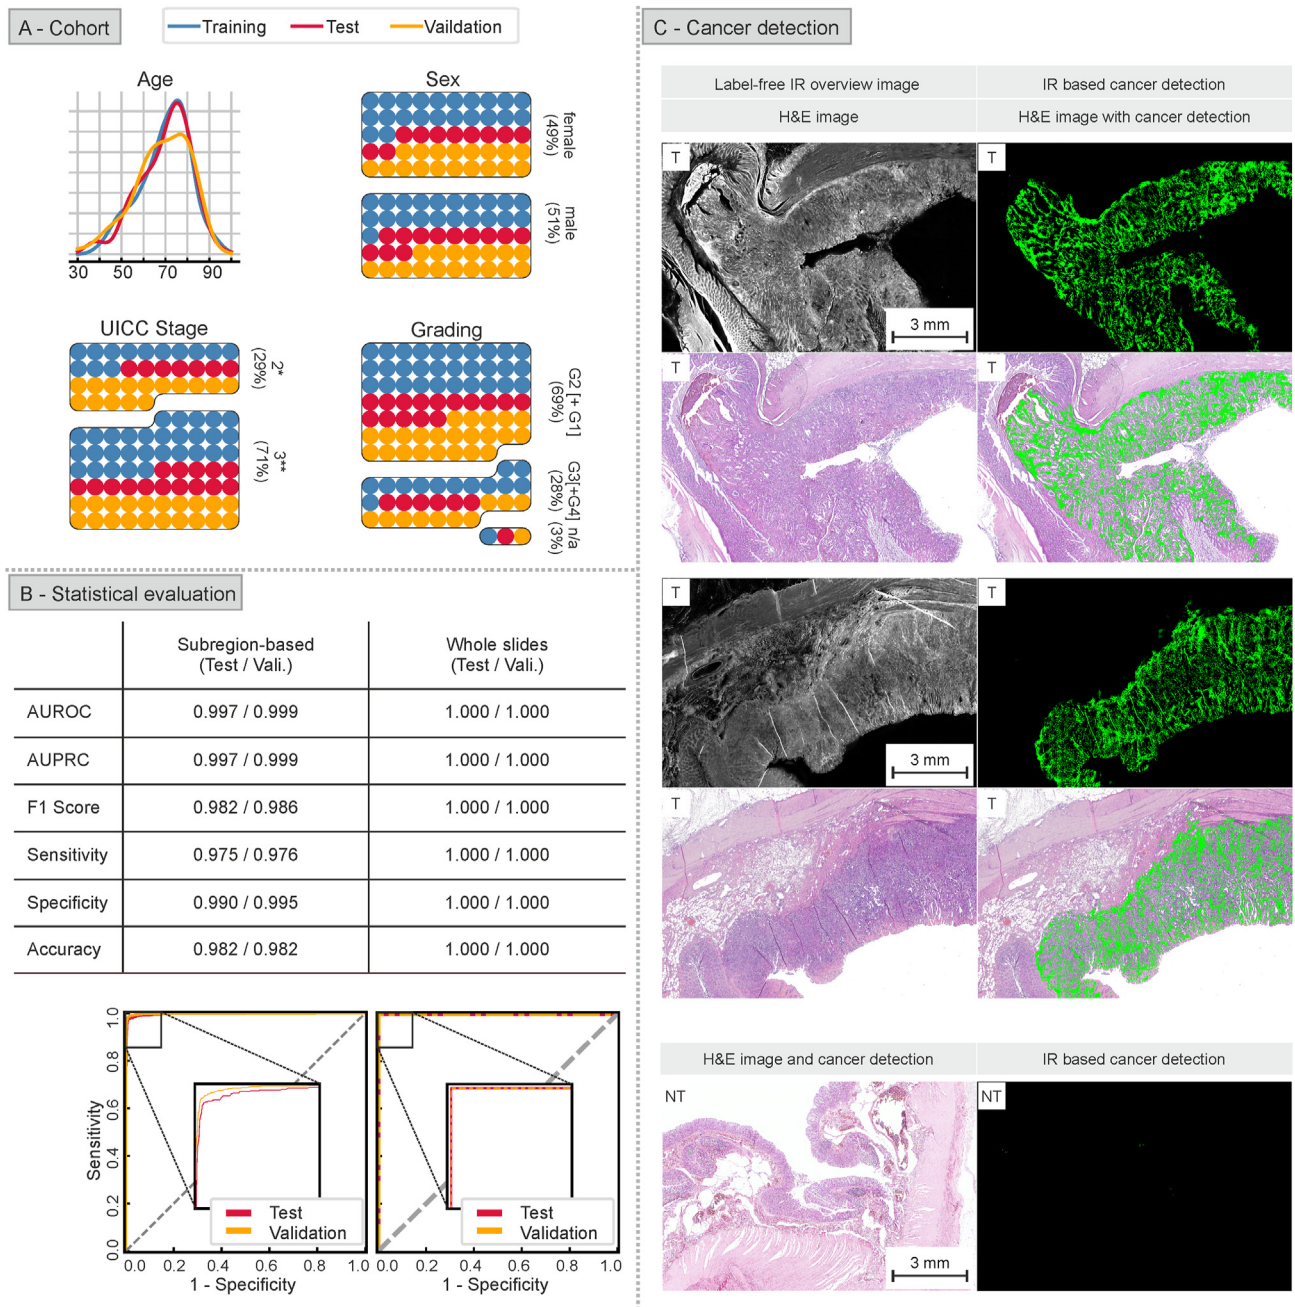 A - Cohort
Training Test Vaildation
Age
30 50 70 90
Sex
female
(49%)
male
(51%)
UICC Stage
2*
(29%)
3**
(71%)
Grading
G2 [+ G1]
(69%)
G3[+G4]
(28%)
n/a
(3%)
B - Statistical evaluation
Subregion-based
(Test / Vali.)
Whole slides
(Test / Vali.)
AUROC 0.997 / 0.999 1.000 / 1.000
AUPRC 0.997 / 0.999 1.000 / 1.000
F1 Score 0.982 / 0.986 1.000 / 1.000
Sensitivity 0.975 / 0.976 1.000 / 1.000
Specificity 0.990 / 0.995 1.000 / 1.000
Accuracy 0.982 / 0.982 1.000 / 1.000
Sensitivity
1.0
0.8
0.6
0.4
0.2
0.0
Test
Validation
0.0 0.2 0.4 0.6 0.8 1.0
1 - Specificity
Test
Validation
0.0 0.2 0.4 0.6 0.8 1.0
1 - Specificity
C - Cancer detection
Label-free IR overview image IR based cancer detection
H&E image H&E image with cancer detection
T T
3 mm
T T
T T
3 mm
T T
H&E image and cancer detection IR based cancer detection
NT NT
3 mm